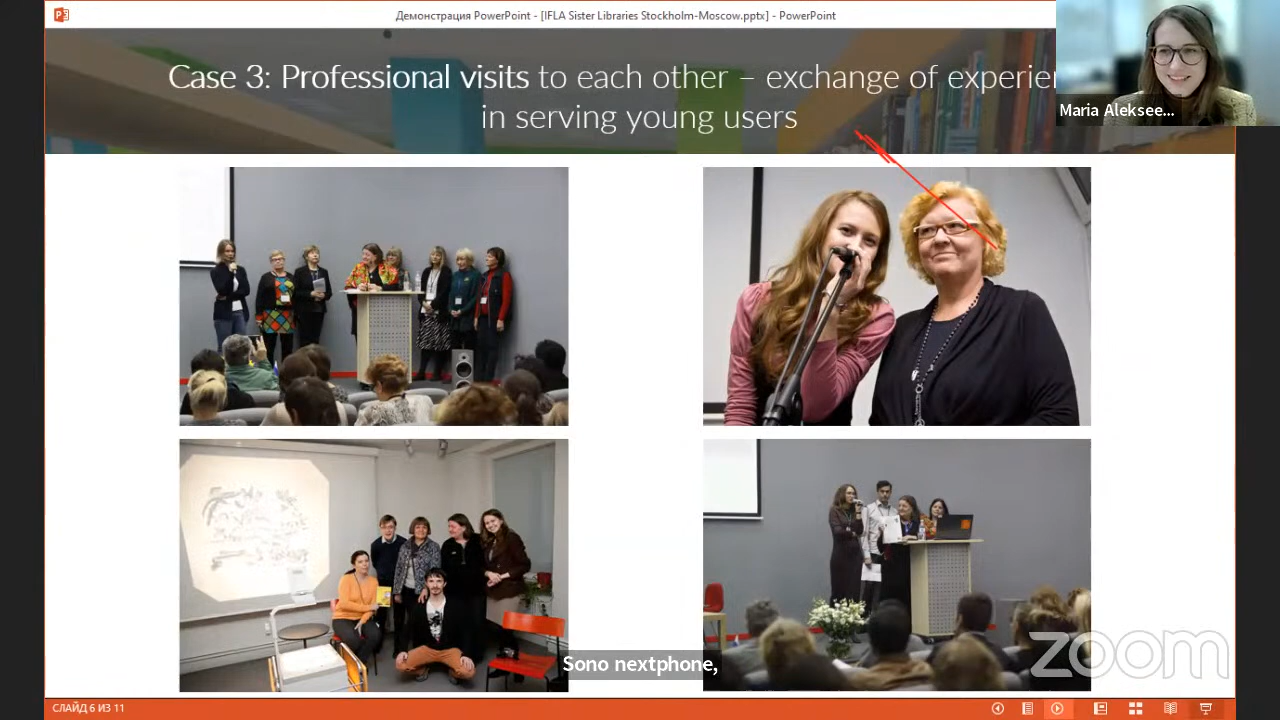 Демонстрация PowerPoint - [IFLA Sister Libraries Stockholm-Moscow.pptx] - PowerPoint
Case 3: Professional visits to each other – exchange of experien
in serving young users
Maria Aleksee...
Sono nextphone,
zoom
СЛАЙД 6 ИЗ 11